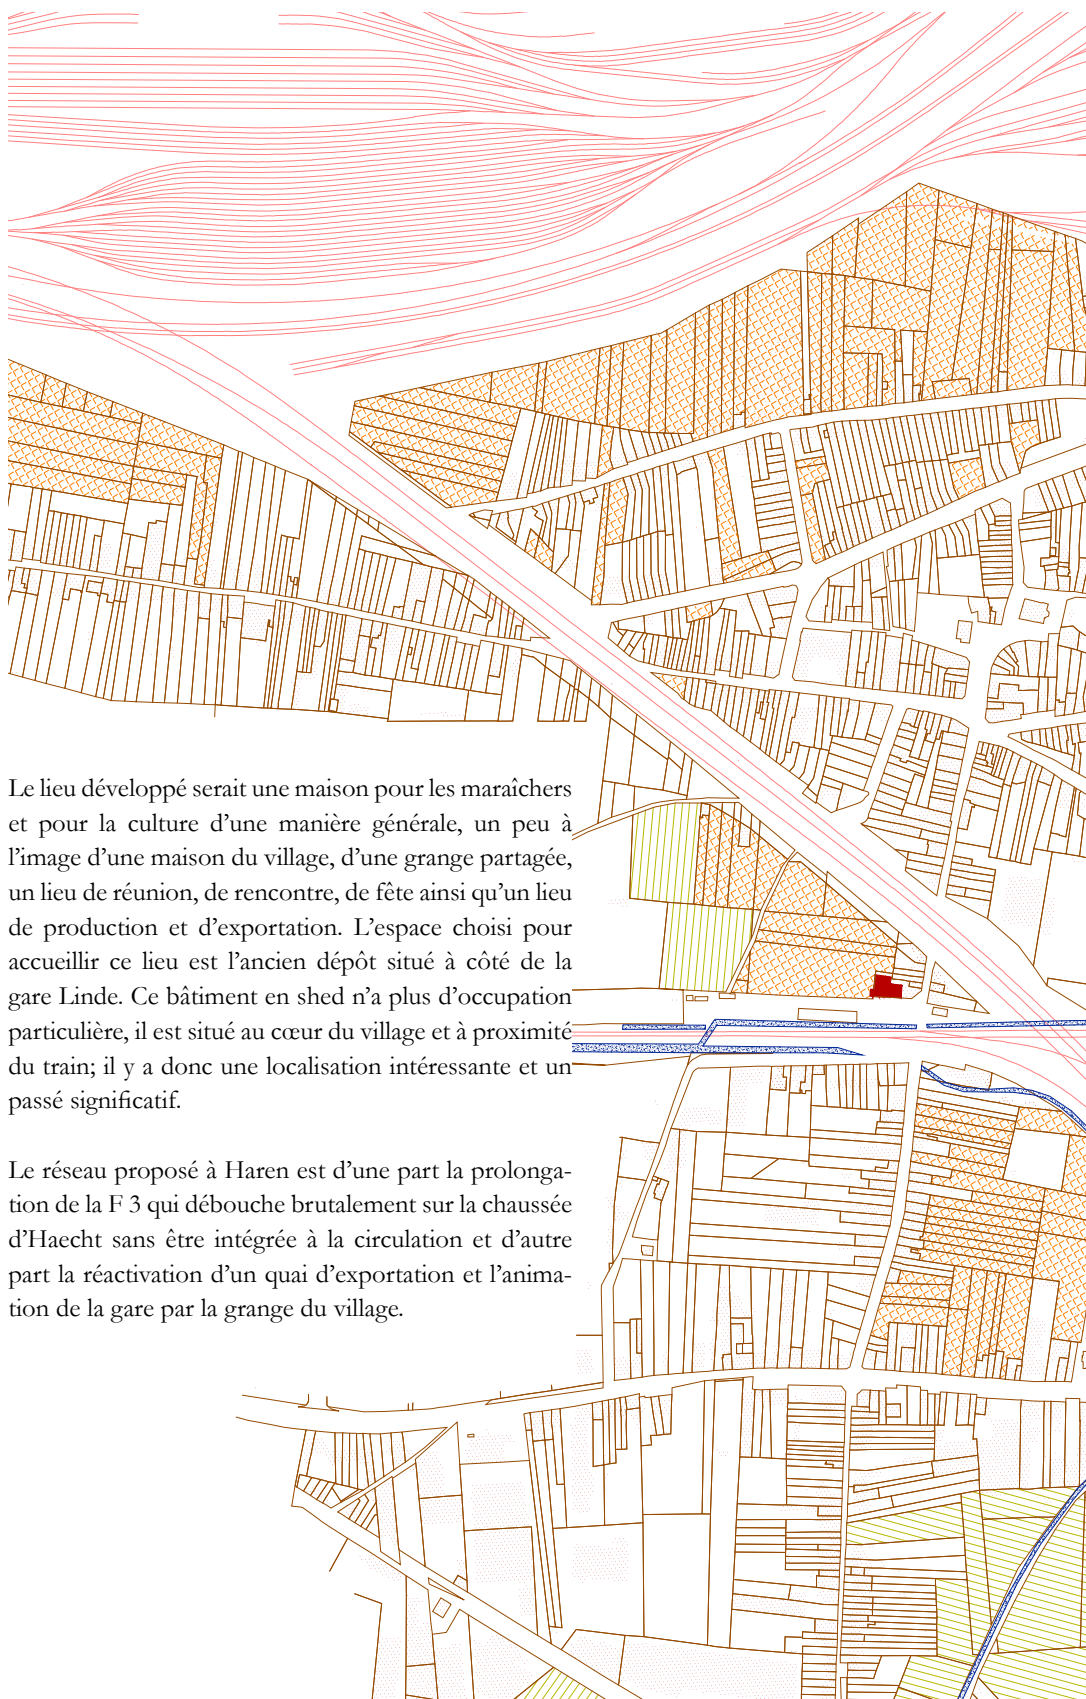 Le lieu développé serait une maison pour les maraîchers
et pour la culture d’une manière générale, un peu à
l’image d’une maison du village, d’une grange partagée,
un lieu de réunion, de rencontre, de fête ainsi qu’un lieu
de production et d’exportation. L’espace choisi pour
accueillir ce lieu est l’ancien dépôt situé à côté de la
gare Linde. Ce bâtiment en shed n’a plus d’occupation
particulière, il est situé au cœur du village et à proximité
du train; il y a donc une localisation intéressante et un
passé significatif.
Le réseau proposé à Haren est d’une part la prolonga-
tion de la F 3 qui débouche brutalement sur la chaussée
d’Haecht sans être intégrée à la circulation et d’autre
part la réactivation d’un quai d’exportation et l’anima-
tion de la gare par la grange du village.